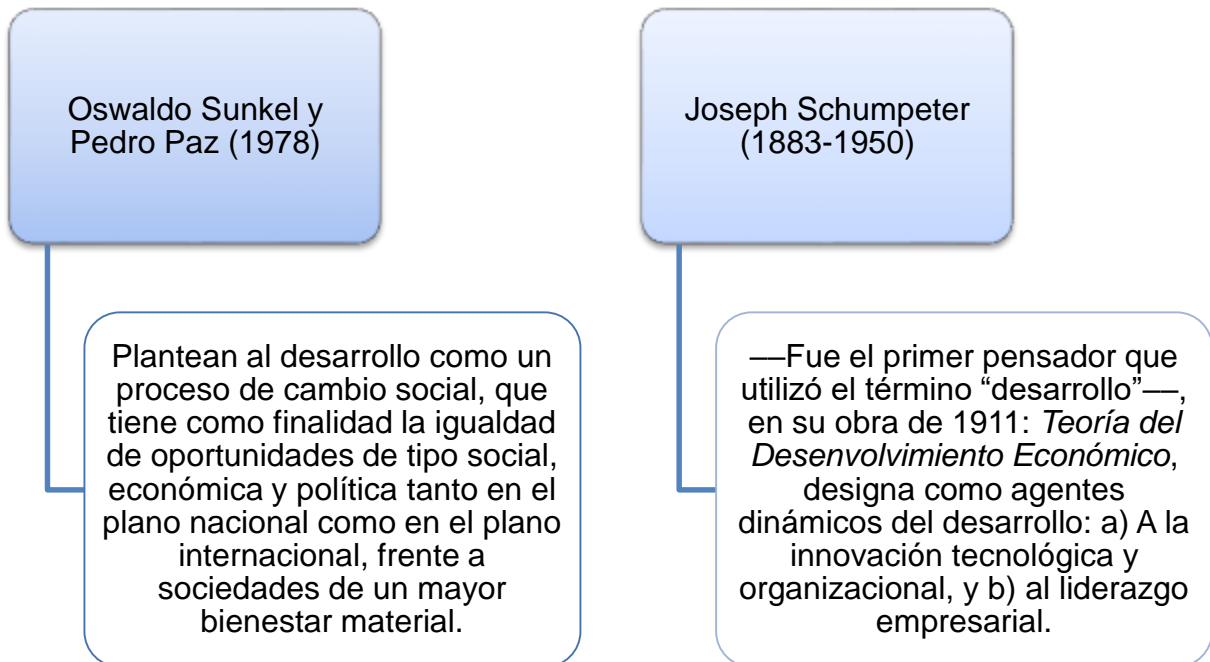 Oswaldo Sunkel y
Pedro Paz (1978)
Plantean al desarrollo como un
proceso de cambio social, que
tiene como finalidad la igualdad
de oportunidades de tipo social,
económica y política tanto en el
plano nacional como en el plano
internacional, frente a
sociedades de un mayor
bienestar material.
Joseph Schumpeter
(1883-1950)
––Fue el primer pensador que
utilizó el término “desarrollo”––,
en su obra de 1911: Teoría del
Desenvolvimiento Económico,
designa como agentes
dinámicos del desarrollo: a) A la
innovación tecnológica y
organizacional, y b) al liderazgo
empresarial.